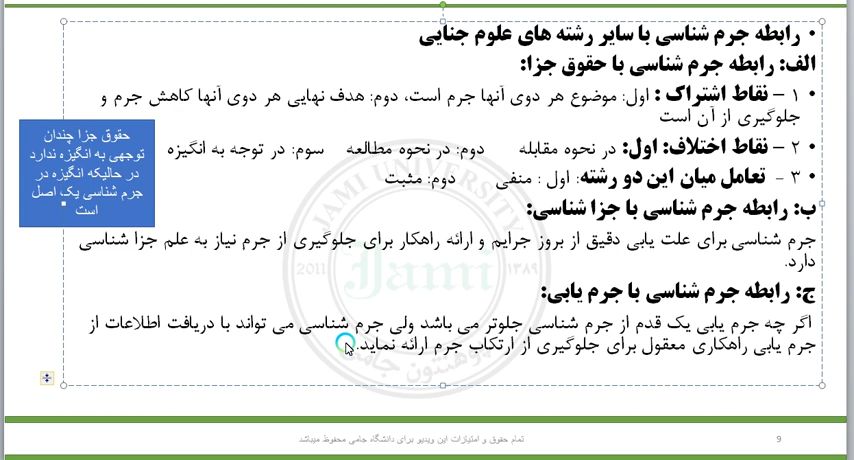 • رابطه جرم شناسی با سایر رشته های علوم جنایی
الف: رابطه جرم شناسی با حقوق جزا:
• ۱ – نقاط اشتراک : اول: موضوع هر دوی آنها جرم است، دوم: هدف نهایی هر دوی آنها کاهش جرم و
جلوگیری از آن است
• ۲ – نقاط اختلاف: اول: در نحوه مقابله دوم: در نحوه مطالعه سوم: در توجه به انگیزه
• ۳ - تعامل میان این دو رشته: اول : منفی دوم: مثبت
حقوق جزا چندان
توجهی به انگیزه ندارد
در حالیکه انگیزه در
جرم شناسی یک اصل
است
ب: رابطه جرم شناسی با جزا شناسی:
جرم شناسی برای علت یابی دقیق از بروز جرایم و ارائه راهکار برای جلوگیری از جرم نیاز به علم جزا شناسی
دارد.
ج: رابطه جرم شناسی با جرم یابی:
اگر چه جرم یابی یک قدم از جرم شناسی جلوتر می باشد ولی جرم شناسی می تواند با دریافت اطلاعات از
جرم یابی راهکاری معقول برای جلوگیری از ارتکاب جرم ارائه نماید.
JAMI UNIVERSITY
2011
Jami
۱۳۸۹
تمام حقوق و امتیازات این ویدیو برای دانشگاه جامی محفوظ میباشد
9